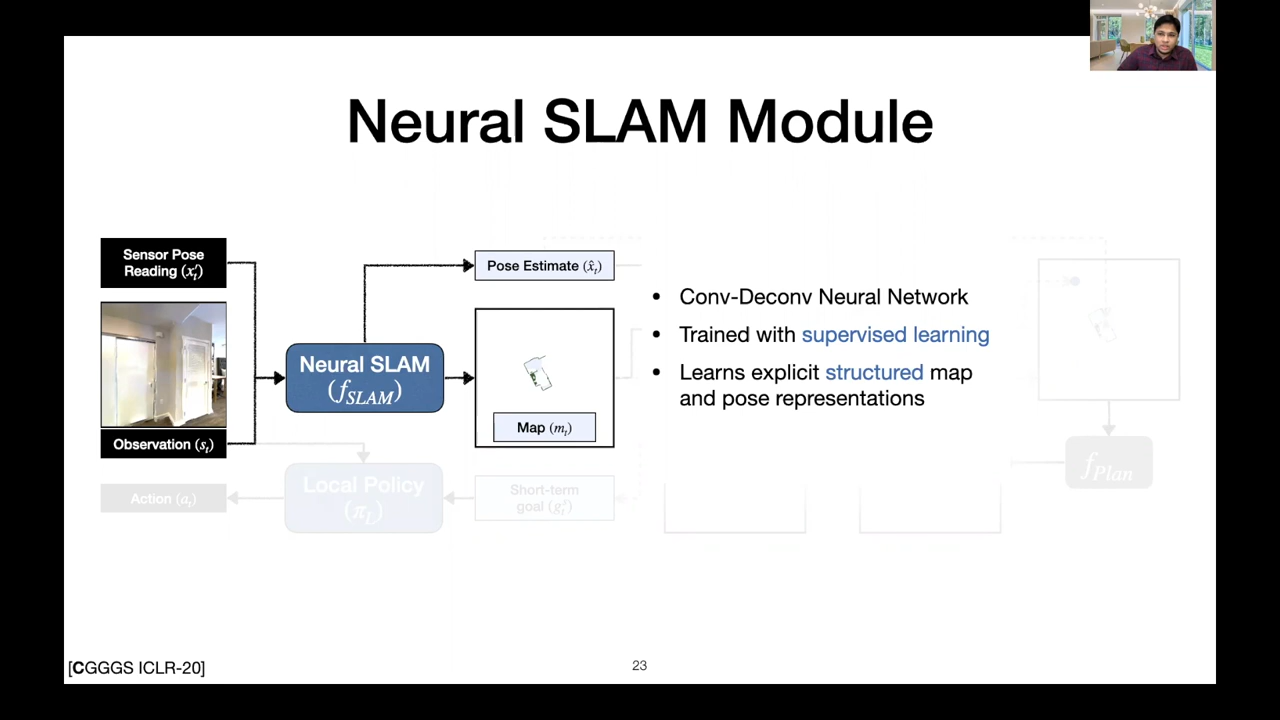 Neural SLAM Module
Sensor Pose
Reading (x′ₜ)
Observation (sₜ)
Neural SLAM
(f_SLAM)
Pose Estimate (x̂ₜ)
Map (mₜ)
• Conv-Deconv Neural Network
• Trained with supervised learning
• Learns explicit structured map
and pose representations
Action (aₜ)
Local Policy
(π_L)
Short-term
goal (gₜˢ)
f_Plan
[CGGGS ICLR-20]
23